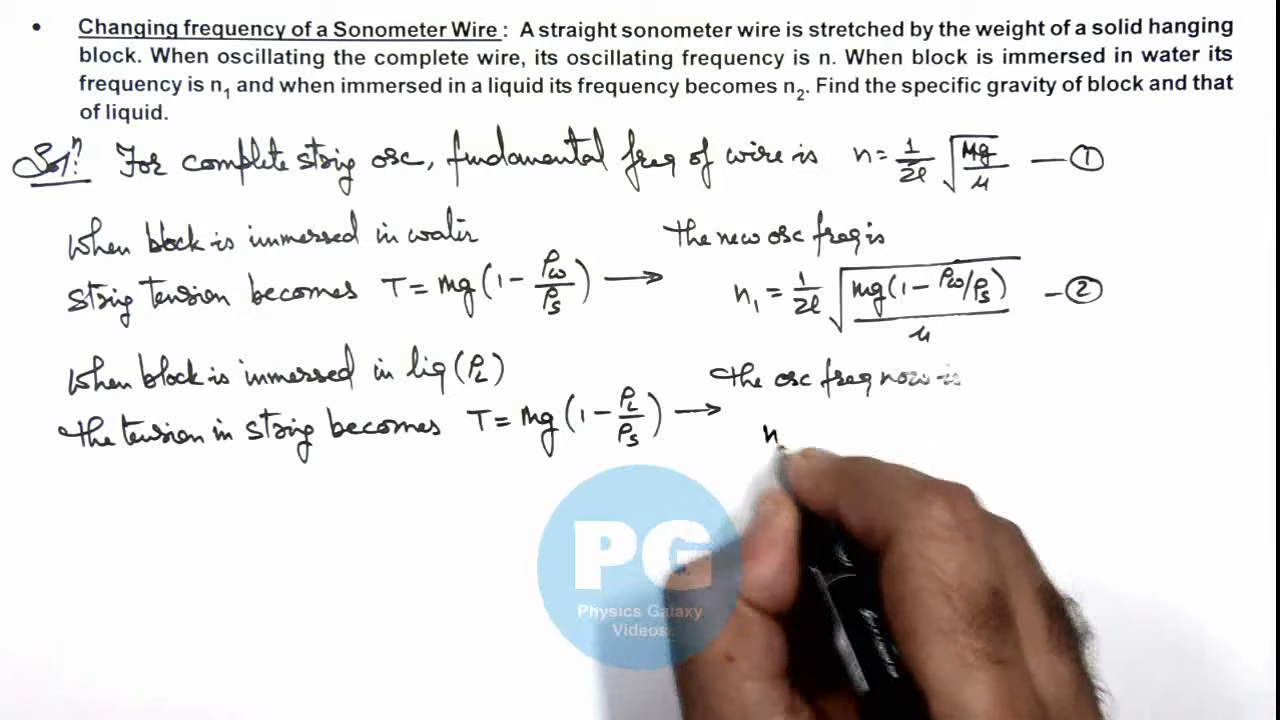 • Changing frequency of a Sonometer Wire : A straight sonometer wire is stretched by the weight of a solid hanging
block. When oscillating the complete wire, its oscillating frequency is n. When block is immersed in water its
frequency is n₁ and when immersed in a liquid its frequency becomes n₂. Find the specific gravity of block and that
of liquid.
Solⁿ: For complete string osc, fundamental freq of wire is n = 1/2l √(Mg/μ) — ①
When block is immersed in water the new osc freq is
string tension becomes T = mg(1 - ρw/ρs) → n₁ = 1/2l √(mg(1 - ρw/ρs)/μ) — ②
When block is immersed in liq (ρL) the osc freq now is
the tension in string becomes T = mg(1 - ρL/ρs) → n
PG
Physics Galaxy
Videos